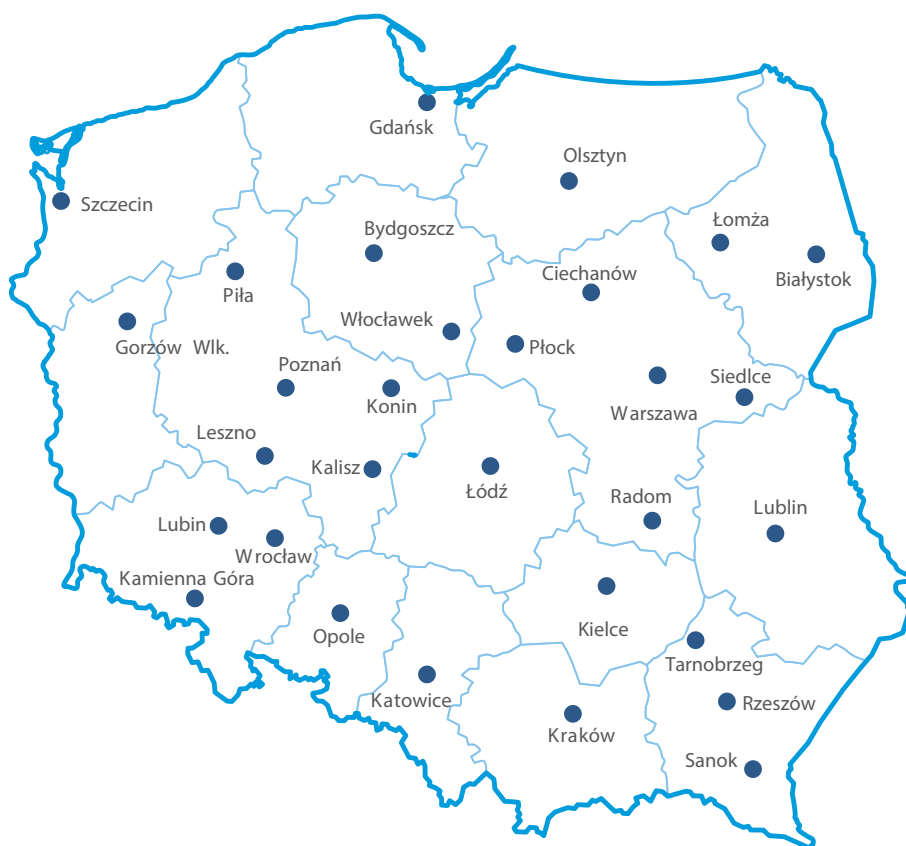 Gdańsk
Olsztyn
Szczecin
Łomża
Bydgoszcz
Białystok
Ciechanów
Piła
Włocławek
Gorzów Wlk.
Płock
Poznań
Siedlce
Konin
Warszawa
Leszno
Kalisz
Łódź
Radom
Lublin
Lubin
Wrocław
Kamienna Góra
Kielce
Opole
Tarnobrzeg
Katowice
Rzeszów
Kraków
Sanok